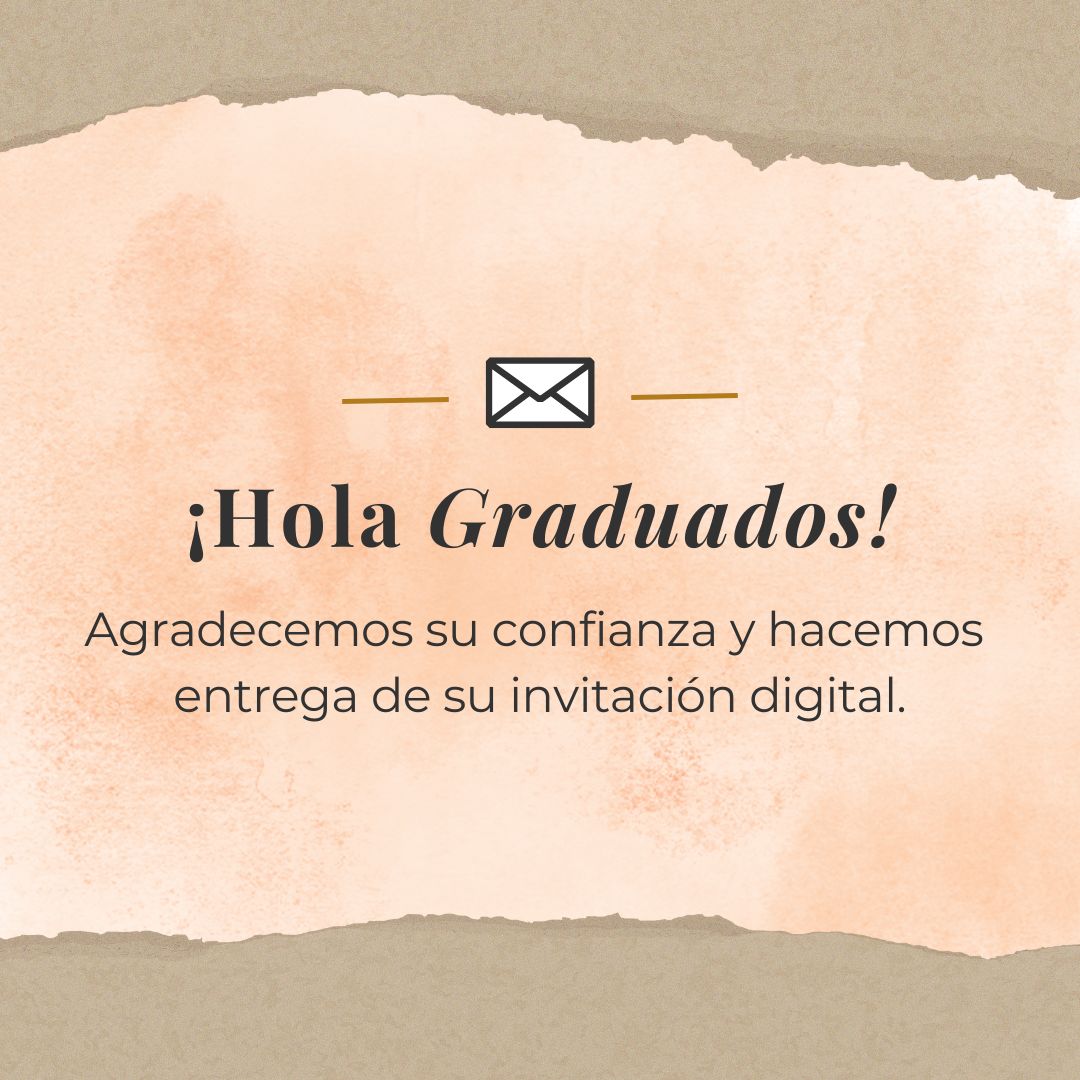 ¡Hola Graduados!
Agradecemos su confianza y hacemos
entrega de su invitación digital.